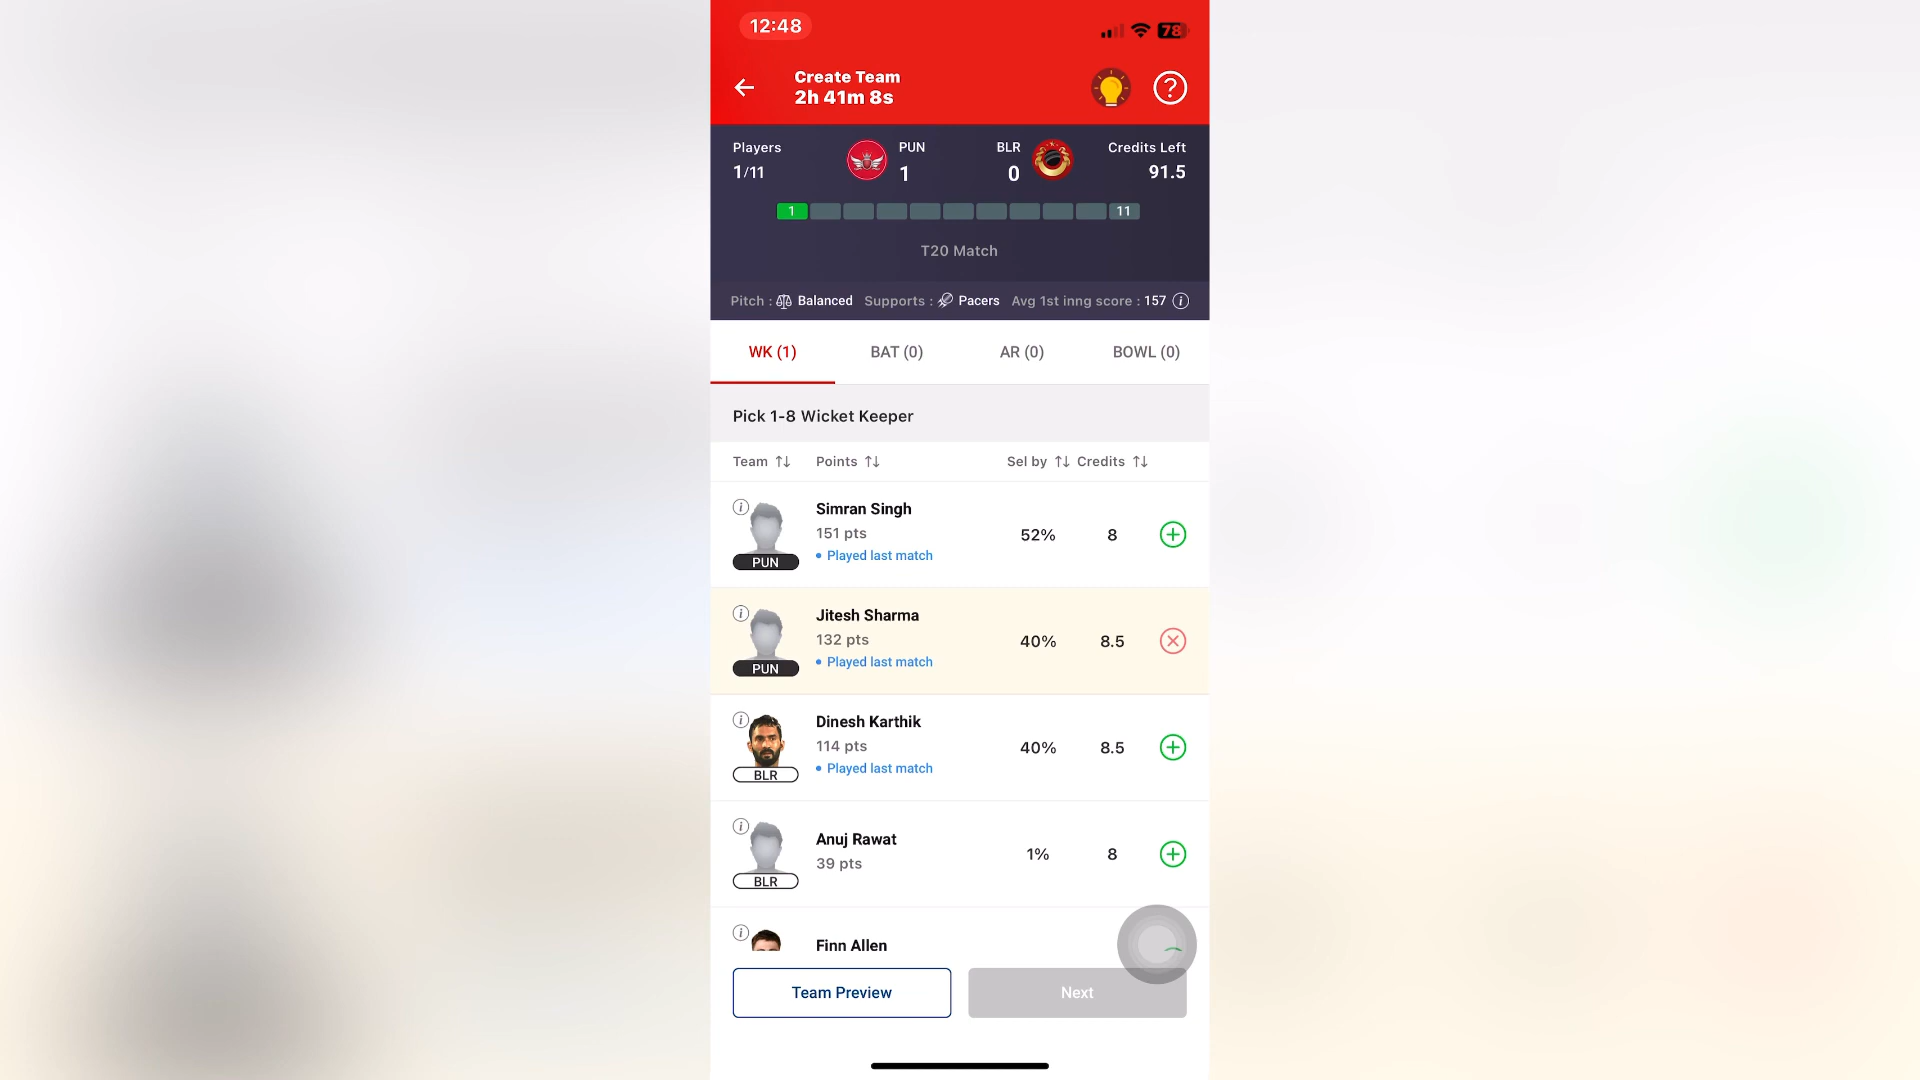 12:48
78
Create Team
2h 41m 8s
?
Players
1/11
PUN
1
BLR
0
Credits Left
91.5
1
11
T20 Match
Pitch : Balanced Supports : Pacers Avg 1st inng score : 157 i
WK (1)
BAT (0)
AR (0)
BOWL (0)
Pick 1-8 Wicket Keeper
Team
Points
Sel by
Credits
i
Simran Singh
151 pts
Played last match
PUN
52%
8
i
Jitesh Sharma
132 pts
Played last match
PUN
40%
8.5
i
Dinesh Karthik
114 pts
Played last match
BLR
40%
8.5
i
Anuj Rawat
39 pts
BLR
1%
8
i
Finn Allen
Team Preview
Next